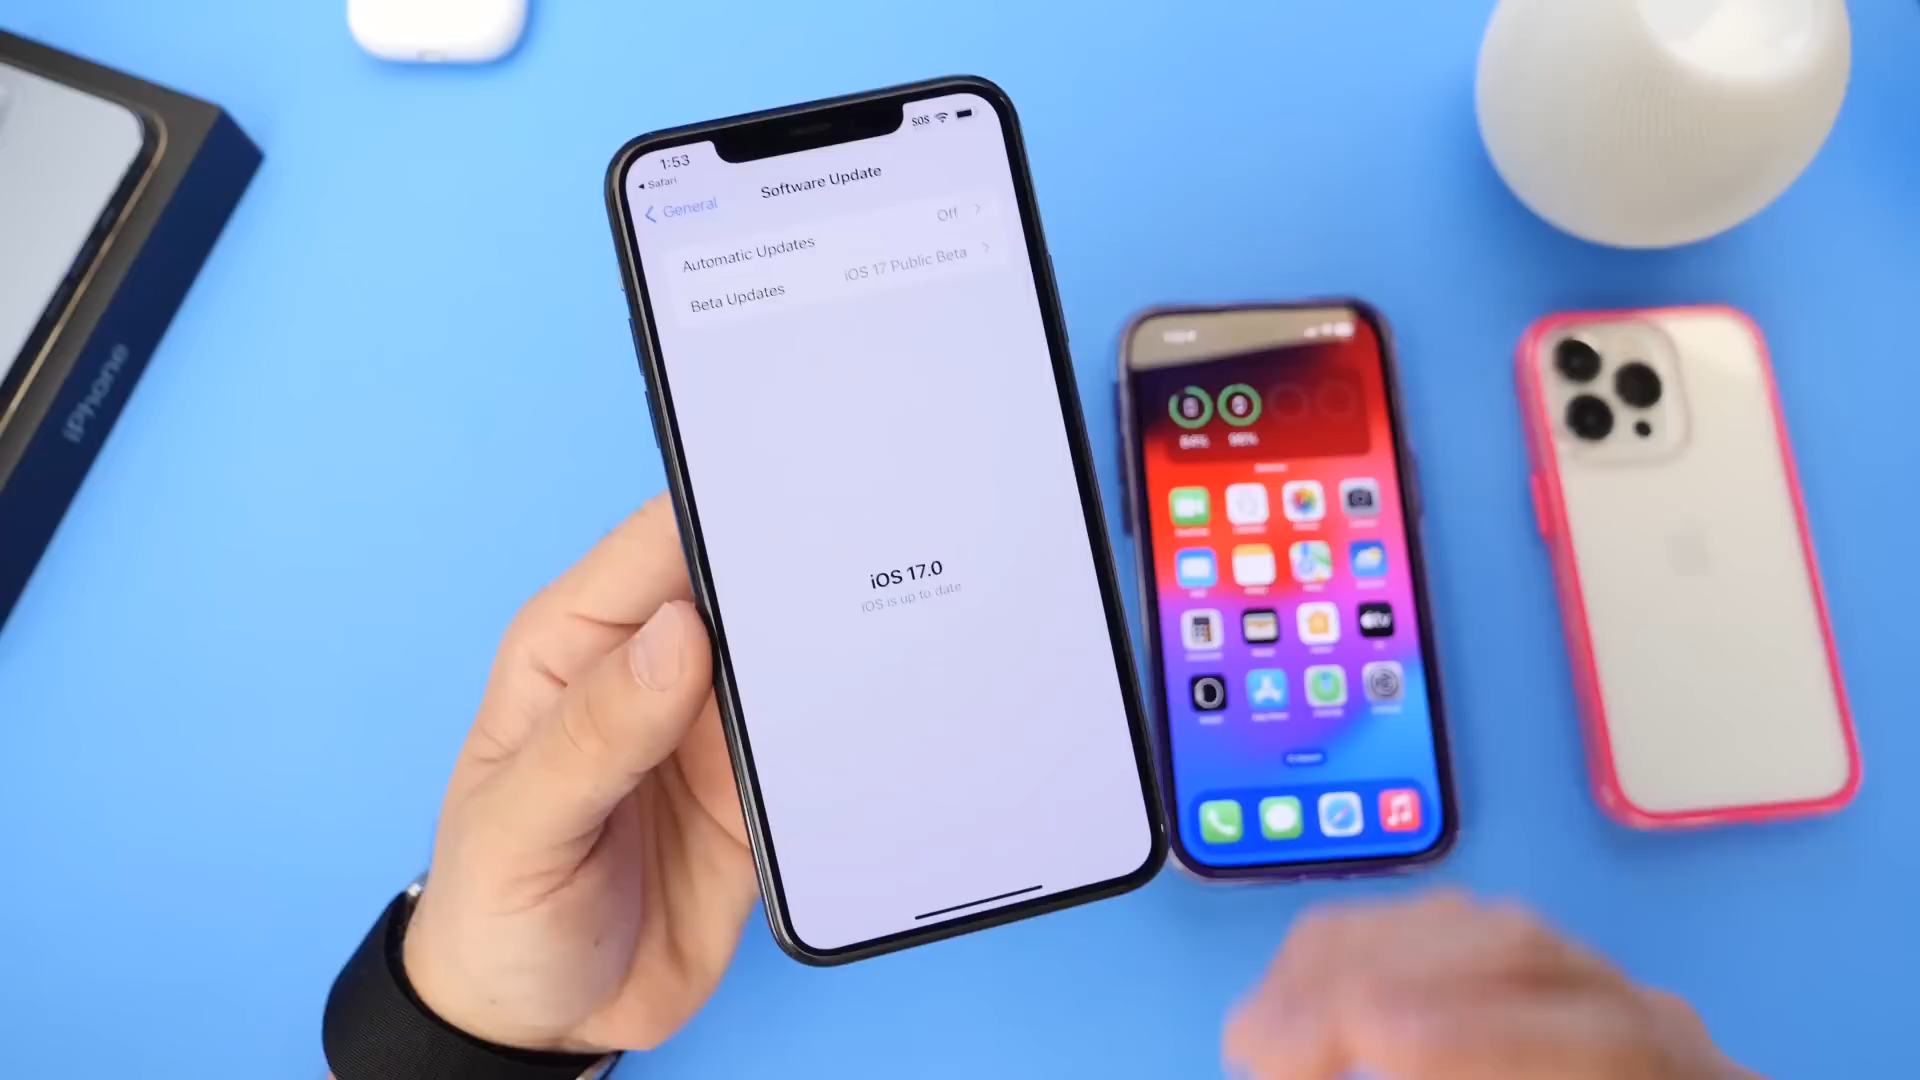 1:53
SOS
◀ Safari
General
Software Update
Automatic Updates
Off
Beta Updates
iOS 17 Public Beta
iOS 17.0
iOS is up to date
iPhone
tv